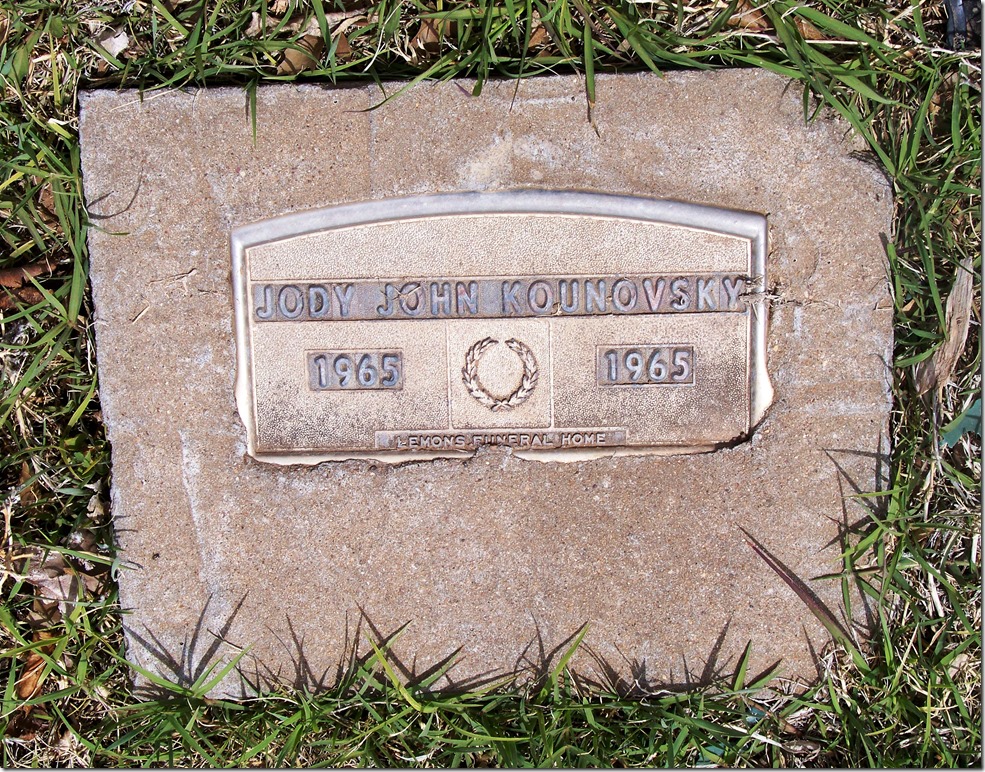 JODY JOHN KOUNOVSKY
1965 1965
LEMONS FUNERAL HOME